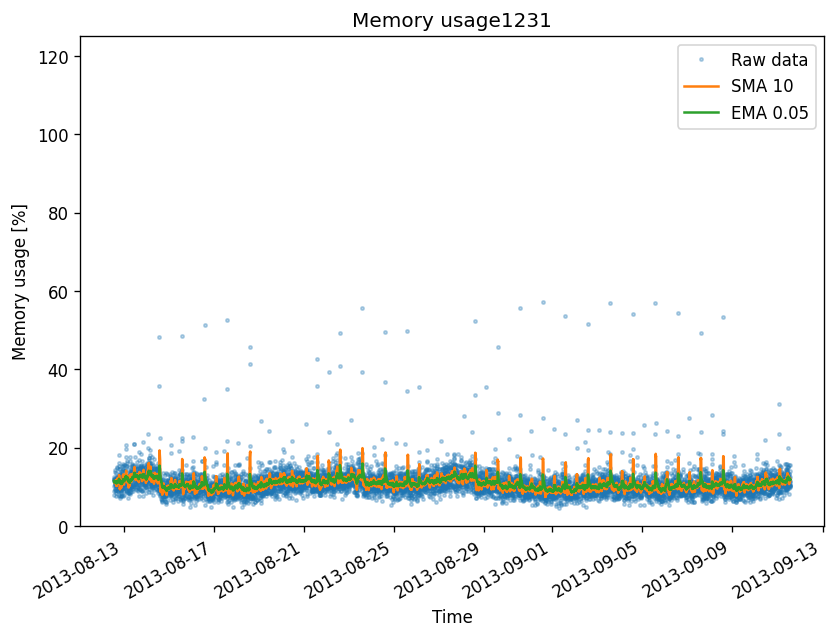 Memory usage1231
Raw data
SMA 10
EMA 0.05
Memory usage [%]
120
100
80
60
40
20
0
2013-08-13
2013-08-17
2013-08-21
2013-08-25
2013-08-29
2013-09-01
2013-09-05
2013-09-09
2013-09-13
Time